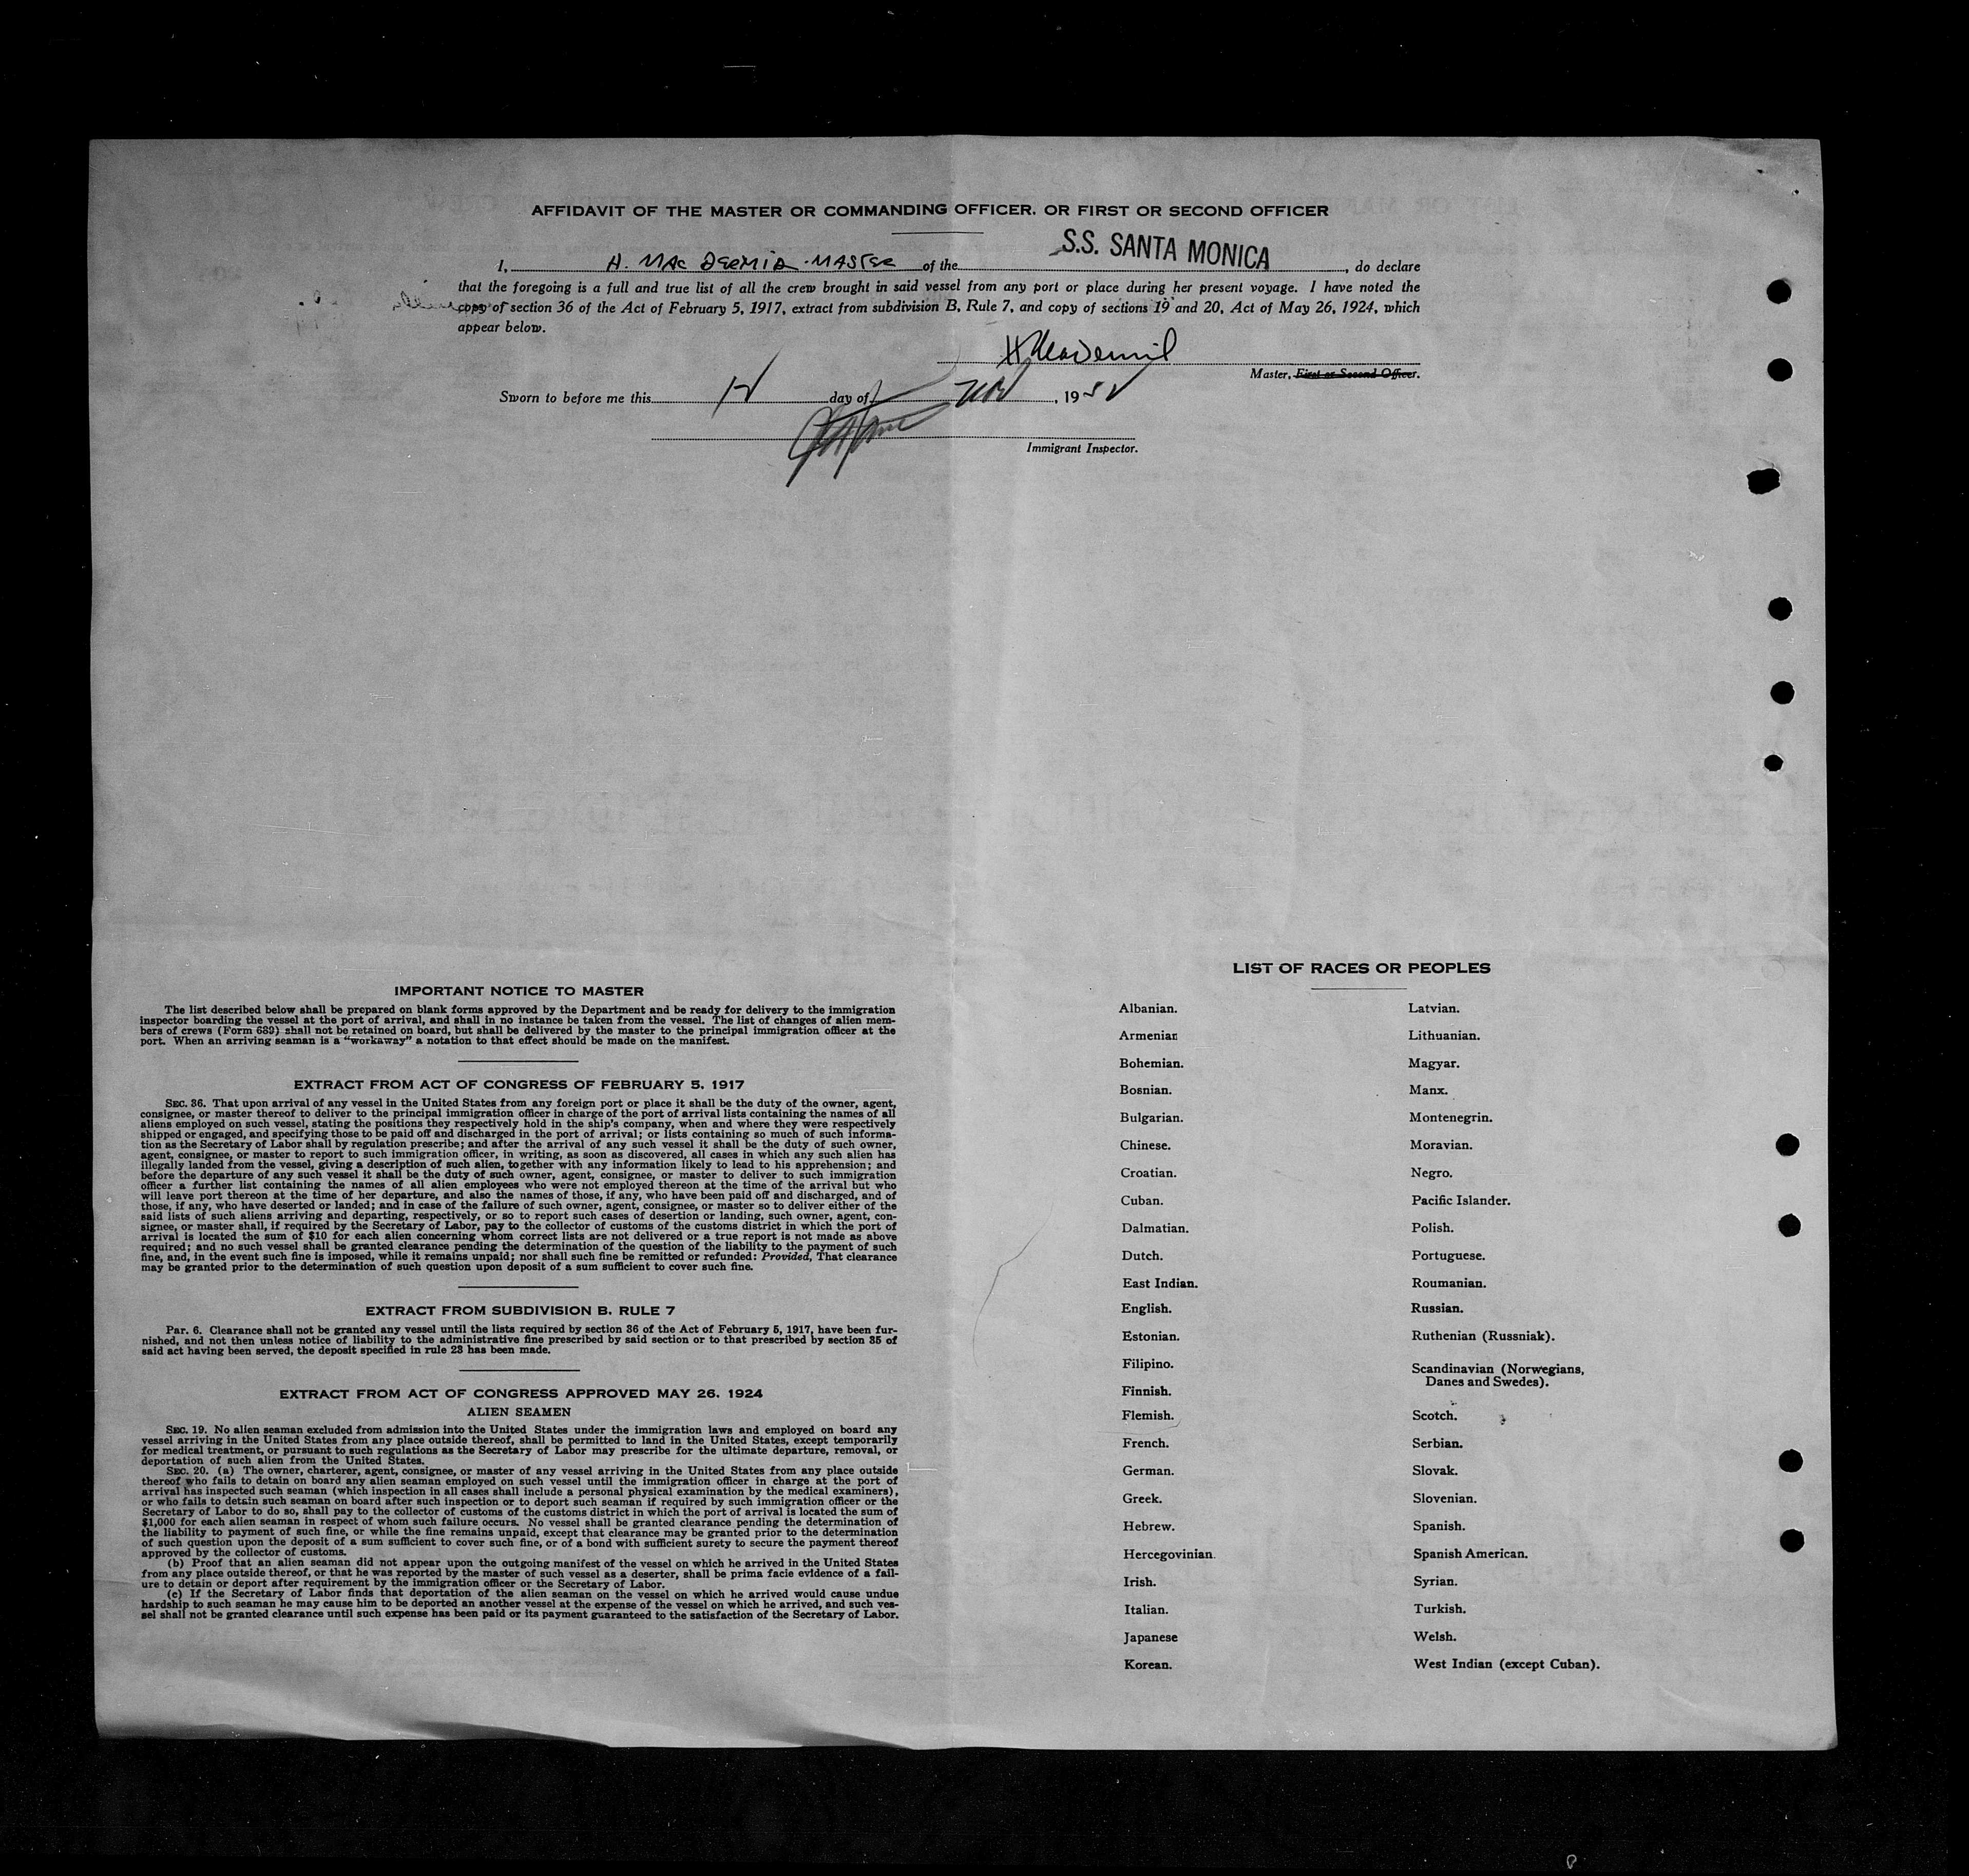 AFFIDAVIT OF THE MASTER OR COMMANDING OFFICER, OR FIRST OR SECOND OFFICER
S.S. SANTA MONICA
I, H. MAC DERMID - MASTER of the , do declare
that the foregoing is a full and true list of all the crew brought in said vessel from any port or place during her present voyage. I have noted the
copy of section 36 of the Act of February 5, 1917, extract from subdivision B, Rule 7, and copy of sections 19 and 20, Act of May 26, 1924, which
appear below.
H MacDermid
Master, First or Second Officer.
Sworn to before me this 12 day of Nov, 1952
Immigrant Inspector.
IMPORTANT NOTICE TO MASTER
The list described below shall be prepared on blank forms approved by the Department and be ready for delivery to the immigration
inspector boarding the vessel at the port of arrival, and shall in no instance be taken from the vessel. The list of changes of alien mem-
bers of crews (Form 689) shall not be retained on board, but shall be delivered by the master to the principal immigration officer at the
port. When an arriving seaman is a "workaway" a notation to that effect should be made on the manifest.
EXTRACT FROM ACT OF CONGRESS OF FEBRUARY 5, 1917
SEC. 36. That upon arrival of any vessel in the United States from any foreign port or place it shall be the duty of the owner, agent,
consignee, or master thereof to deliver to the principal immigration officer in charge of the port of arrival lists containing the names of all
aliens employed on such vessel, stating the positions they respectively hold in the ship's company, when and where they were respectively
shipped or engaged, and specifying those to be paid off and discharged in the port of arrival; or lists containing so much of such informa-
tion as the Secretary of Labor shall by regulation prescribe; and after the arrival of any such vessel it shall be the duty of such owner,
agent, consignee, or master to report to such immigration officer, in writing, as soon as discovered, all cases in which any such alien has
illegally landed from the vessel, giving a description of such alien, together with any information likely to lead to his apprehension; and
before the departure of any such vessel it shall be the duty of such owner, agent, consignee, or master to deliver to such immigration
officer a further list containing the names of all alien employees who were not employed thereon at the time of the arrival but who
will leave port thereon at the time of her departure, and also the names of those, if any, who have been paid off and discharged, and of
those, if any, who have deserted or landed; and in case of the failure of such owner, agent, consignee, or master so to deliver either of the
said lists of such aliens arriving and departing, respectively, or so to report such cases of desertion or landing, such owner, agent, con-
signee, or master shall, if required by the Secretary of Labor, pay to the collector of customs of the customs district in which the port of
arrival is located the sum of $10 for each alien concerning whom correct lists are not delivered or a true report is not made as above
required; and no such vessel shall be granted clearance pending the determination of the question of the liability to the payment of such
fine, and, in the event such fine is imposed, while it remains unpaid; nor shall such fine be remitted or refunded: Provided, That clearance
may be granted prior to the determination of such question upon deposit of a sum sufficient to cover such fine.
EXTRACT FROM SUBDIVISION B, RULE 7
PAR. 6. Clearance shall not be granted any vessel until the lists required by section 36 of the Act of February 5, 1917, have been fur-
nished, and not then unless notice of liability to the administrative fine prescribed by said section or to that prescribed by section 35 of
said act having been served, the deposit specified in rule 23 has been made.
EXTRACT FROM ACT OF CONGRESS APPROVED MAY 26, 1924
ALIEN SEAMEN
SEC. 19. No alien seaman excluded from admission into the United States under the immigration laws and employed on board any
vessel arriving in the United States from any place outside thereof, shall be permitted to land in the United States, except temporarily
for medical treatment, or pursuant to such regulations as the Secretary of Labor may prescribe for the ultimate departure, removal, or
deportation of such alien from the United States.
SEC. 20. (a) The owner, charterer, agent, consignee, or master of any vessel arriving in the United States from any place outside
thereof who fails to detain on board any alien seaman employed on such vessel until the immigration officer in charge at the port of
arrival has inspected such seaman (which inspection in all cases shall include a personal physical examination by the medical examiners),
or who fails to detain such seaman on board after such inspection or to deport such seaman if required by such immigration officer or the
Secretary of Labor to do so, shall pay to the collector of customs of the customs district in which the port of arrival is located the sum of
$1,000 for each alien seaman in respect of whom such failure occurs. No vessel shall be granted clearance pending the determination of
the liability to payment of such fine, or while the fine remains unpaid, except that clearance may be granted prior to the determination
of such question upon the deposit of a sum sufficient to cover such fine, or of a bond with sufficient surety to secure the payment thereof
approved by the collector of customs.
(b) Proof that an alien seaman did not appear upon the outgoing manifest of the vessel on which he arrived in the United States
from any place outside thereof, or that he was reported by the master of such vessel as a deserter, shall be prima facie evidence of a fail-
ure to detain or deport after requirement by the immigration officer or the Secretary of Labor.
(c) If the Secretary of Labor finds that deportation of the alien seaman on the vessel on which he arrived would cause undue
hardship to such seaman he may cause him to be deported an another vessel at the expense of the vessel on which he arrived, and such ves-
sel shall not be granted clearance until such expense has been paid or its payment guaranteed to the satisfaction of the Secretary of Labor.
LIST OF RACES OR PEOPLES
Albanian.
Armenian
Bohemian.
Bosnian.
Bulgarian.
Chinese.
Croatian.
Cuban.
Dalmatian.
Dutch.
East Indian.
English.
Estonian.
Filipino.
Finnish.
Flemish.
French.
German.
Greek.
Hebrew.
Hercegovinian.
Irish.
Italian.
Japanese
Korean.
Latvian.
Lithuanian.
Magyar.
Manx.
Montenegrin.
Moravian.
Negro.
Pacific Islander.
Polish.
Portuguese.
Roumanian.
Russian.
Ruthenian (Russniak).
Scandinavian (Norwegians,
Danes and Swedes).
Scotch.
Serbian.
Slovak.
Slovenian.
Spanish.
Spanish American.
Syrian.
Turkish.
Welsh.
West Indian (except Cuban).